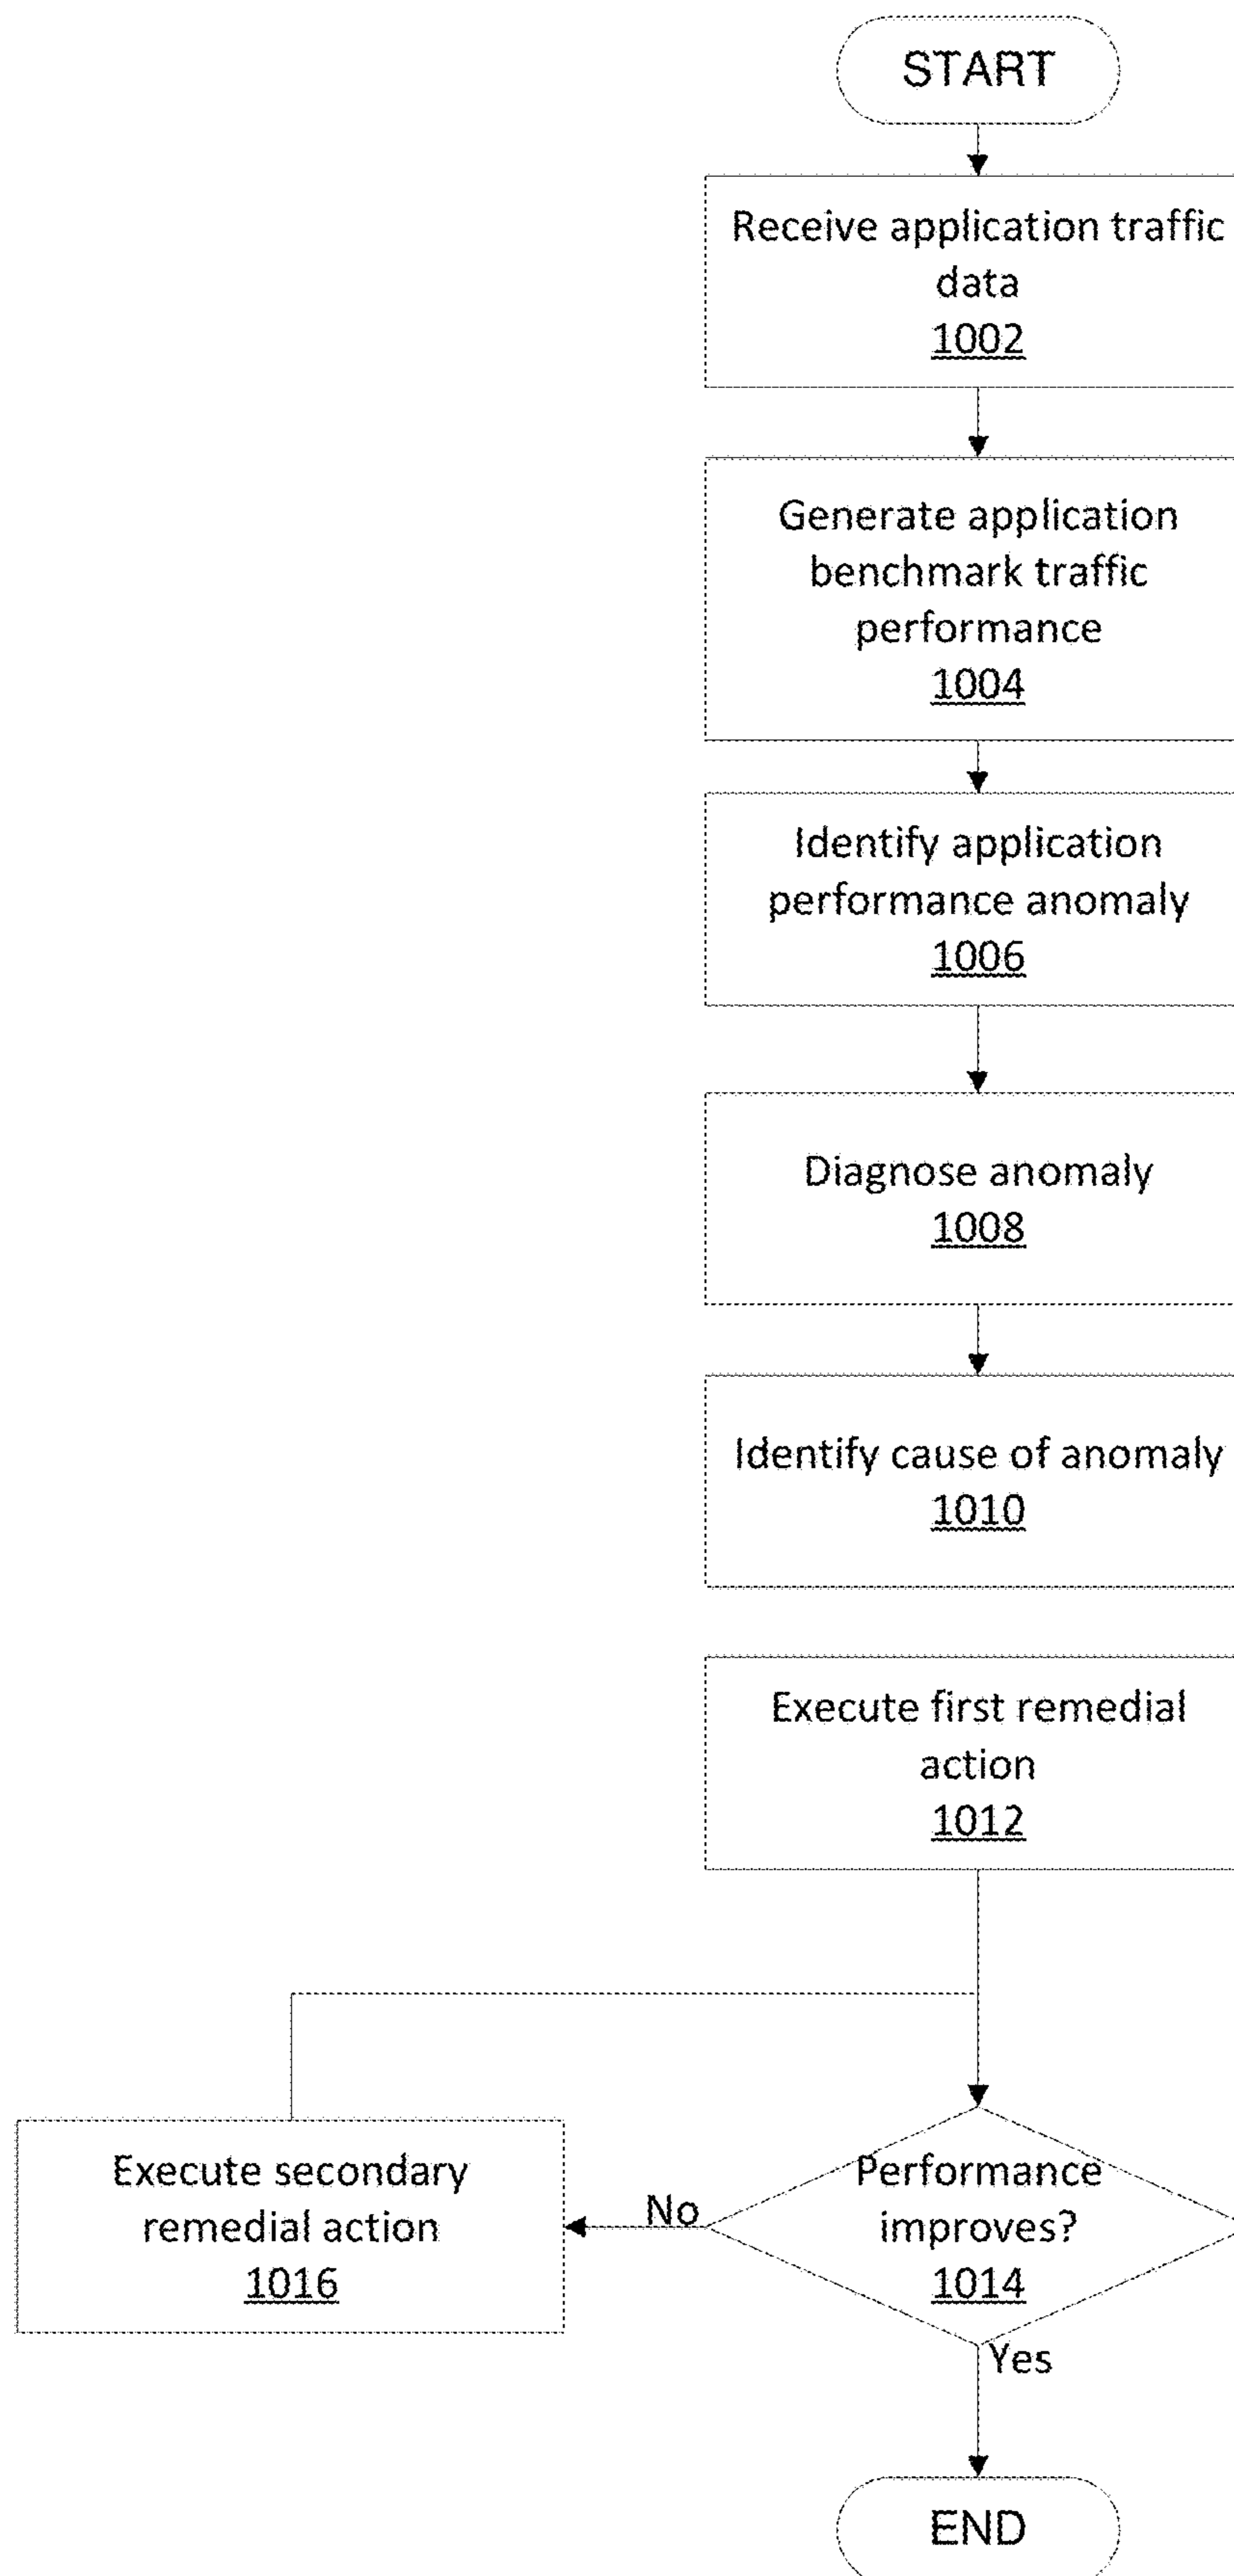 START
Receive application traffic
data
1002
Generate application
benchmark traffic
performance
1004
Identify application
performance anomaly
1006
Diagnose anomaly
1008
Identify cause of anomaly
1010
Execute first remedial
action
1012
Execute secondary
remedial action
1016
No
Performance
improves?
1014
Yes
END